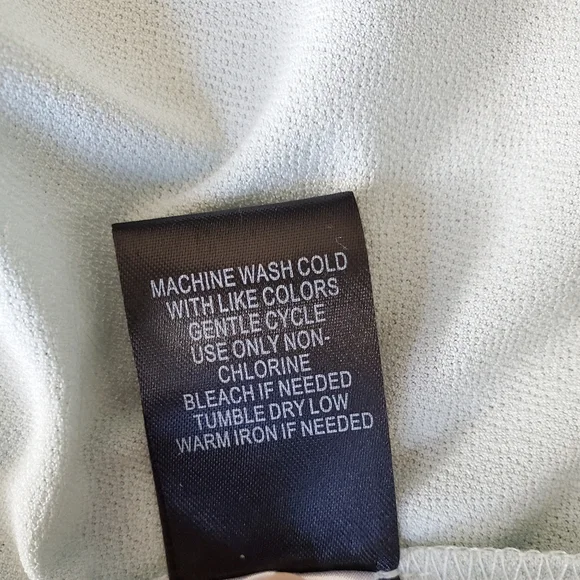 MACHINE WASH COLD
WITH LIKE COLORS
GENTLE CYCLE
USE ONLY NON-
CHLORINE
BLEACH IF NEEDED
TUMBLE DRY LOW
WARM IRON IF NEEDED